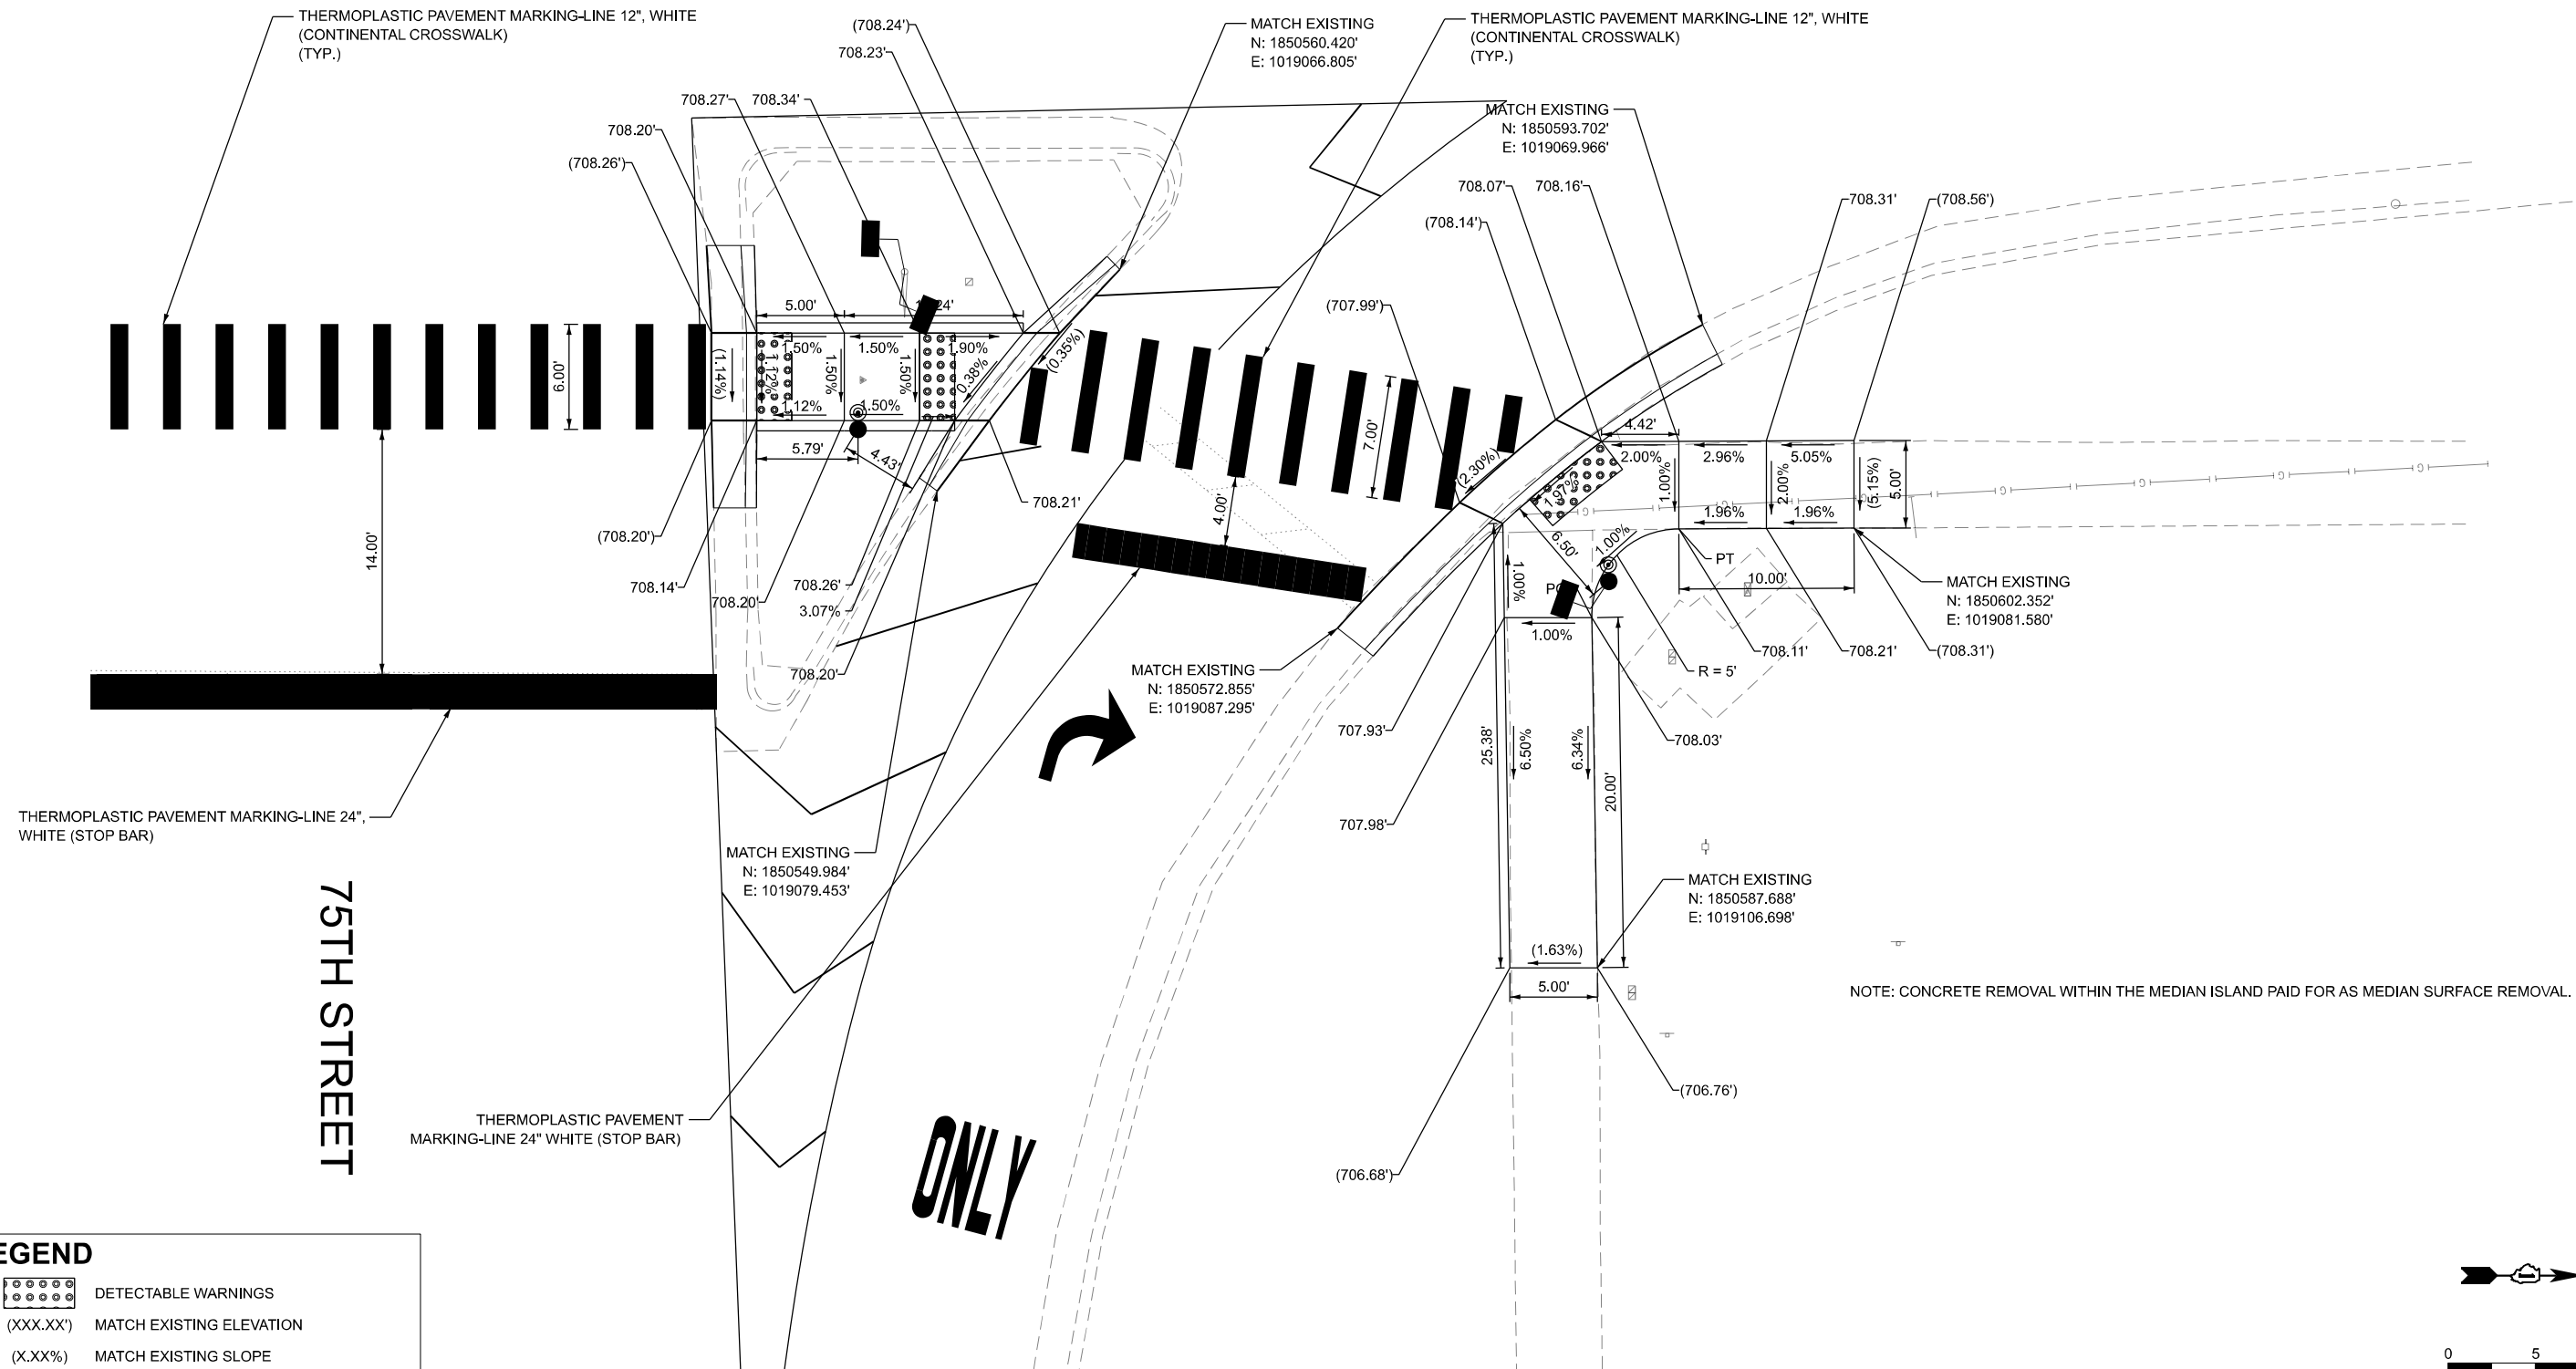 THERMOPLASTIC PAVEMENT MARKING-LINE 12", WHITE
(CONTINENTAL CROSSWALK)
(TYP.)
(708.24')
708.23'
MATCH EXISTING
N: 1850560.420'
E: 1019066.805'
THERMOPLASTIC PAVEMENT MARKING-LINE 12", WHITE
(CONTINENTAL CROSSWALK)
(TYP.)
708.27'
708.34'
708.20'
(708.26')
MATCH EXISTING
N: 1850593.702'
E: 1019069.966'
708.07'
708.16'
(708.14')
708.31'
(708.56')
(707.99')
5.00'
24'
6.00'
(1.14%)
1.12%
1.50%
1.50%
1.50%
1.50%
1.90%
0.38%
(0.35%)
1.12%
1.50%
5.79'
4.43'
7.00'
4.00'
14.00'
(2.30%)
1.97%
4.42'
2.00%
2.96%
5.05%
1.00%
2.00%
(5.15%)
5.00'
1.96%
1.96%
6.50'
1.00%
PT
10.00'
1.00%
1.00%
R = 5'
708.21'
(708.20')
708.14'
708.20'
708.26'
3.07%
708.20'
MATCH EXISTING
N: 1850602.352'
E: 1019081.580'
708.11'
708.21'
(708.31')
MATCH EXISTING
N: 1850572.855'
E: 1019087.295'
707.93'
708.03'
25.38'
6.50%
6.34%
20.00'
707.98'
THERMOPLASTIC PAVEMENT MARKING-LINE 24",
WHITE (STOP BAR)
MATCH EXISTING
N: 1850549.984'
E: 1019079.453'
MATCH EXISTING
N: 1850587.688'
E: 1019106.698'
(1.63%)
5.00'
75TH STREET
NOTE: CONCRETE REMOVAL WITHIN THE MEDIAN ISLAND PAID FOR AS MEDIAN SURFACE REMOVAL.
(706.76')
THERMOPLASTIC PAVEMENT
MARKING-LINE 24" WHITE (STOP BAR)
ONLY
(706.68')
EGEND
DETECTABLE WARNINGS
(XXX.XX') MATCH EXISTING ELEVATION
(X.XX%) MATCH EXISTING SLOPE
0 5